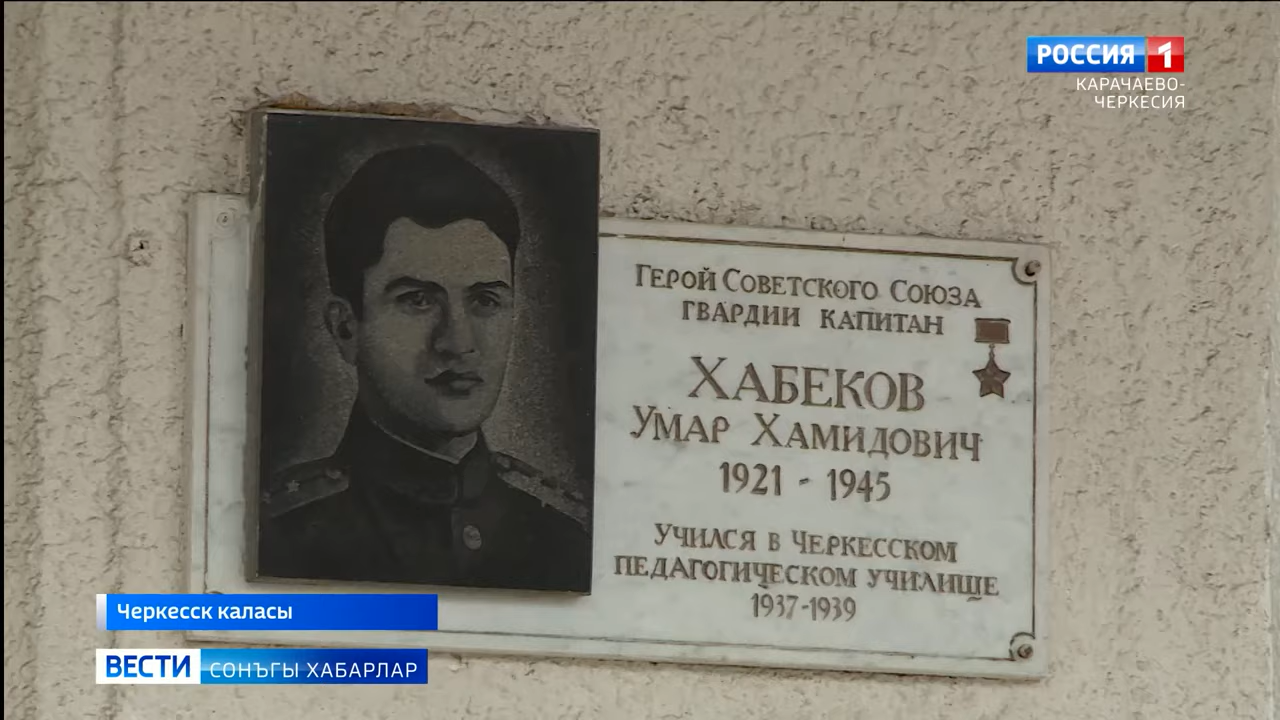 РОССИЯ 1
КАРАЧАЕВО-
ЧЕРКЕСИЯ
ГЕРОЙ СОВЕТСКОГО СОЮЗА
ГВАРДИИ КАПИТАН
ХАБЕКОВ
УМАР ХАМИДОВИЧ
1921 - 1945
УЧИЛСЯ В ЧЕРКЕССКОМ
ПЕДАГОГИЧЕСКОМ УЧИЛИЩЕ
1937-1939
Черкесск каласы
ВЕСТИ СОНЪГЫ ХАБАРЛАР